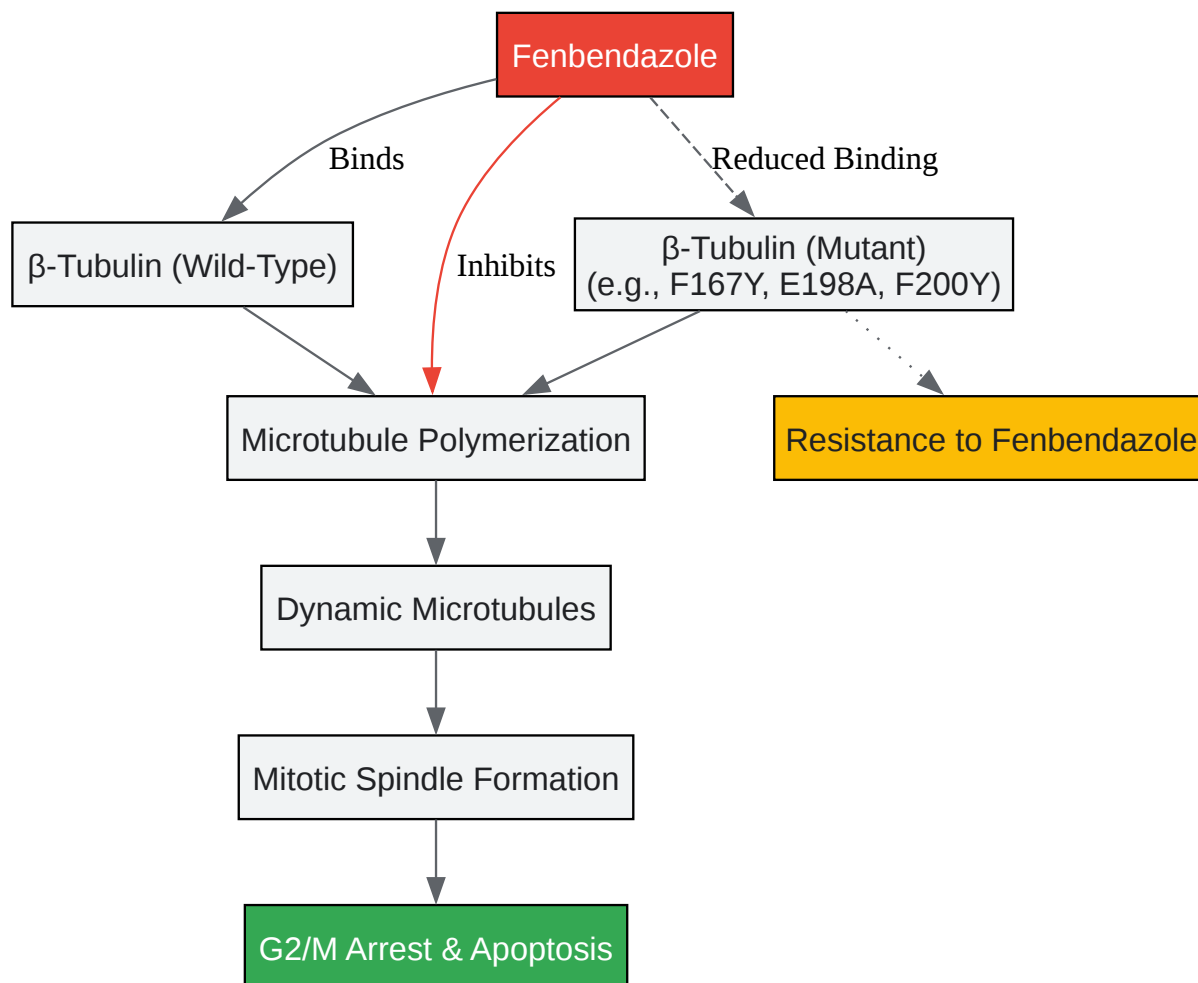 Fenbendazole
Binds
Reduced Binding
β-Tubulin (Wild-Type)
Inhibits
β-Tubulin (Mutant)
(e.g., F167Y, E198A, F200Y)
Microtubule Polymerization
Resistance to Fenbendazole
Dynamic Microtubules
Mitotic Spindle Formation
G2/M Arrest & Apoptosis